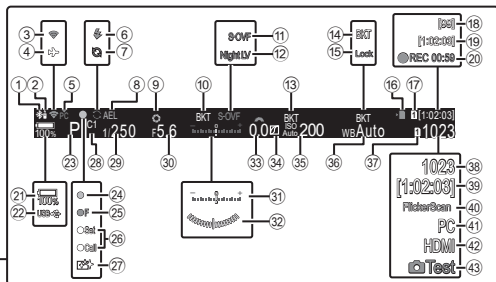 ③ ④ ⑥ ⑦ S-OVF ⑪
Night LV ⑫
⑭ BKT
⑮ Lock
[99] ⑱
[1:02:03] ⑲
REC 00:59 ⑳
① ② ⑤ ⑧ ⑨ ⑩ ⑬ ⑯ ⑰
PC AEL BKT S-OVF BKT [1:02:03]
100% P C1 1/250 F5.6 0.0 ISO Auto 200 BKT WB Auto 1023
㉓ ㉘ ㉙ ㉚ ㉝ ㉞ ㉟ ㊱ ㊲
㉑ 100%
㉒ USB
㉔
F ㉕
Sat
Call ㉖
㉗
㉛
㉜
1023 ㊳
[1:02:03] ㊴
FlickerScan ㊵
PC ㊶
HDMI ㊷
Test ㊸